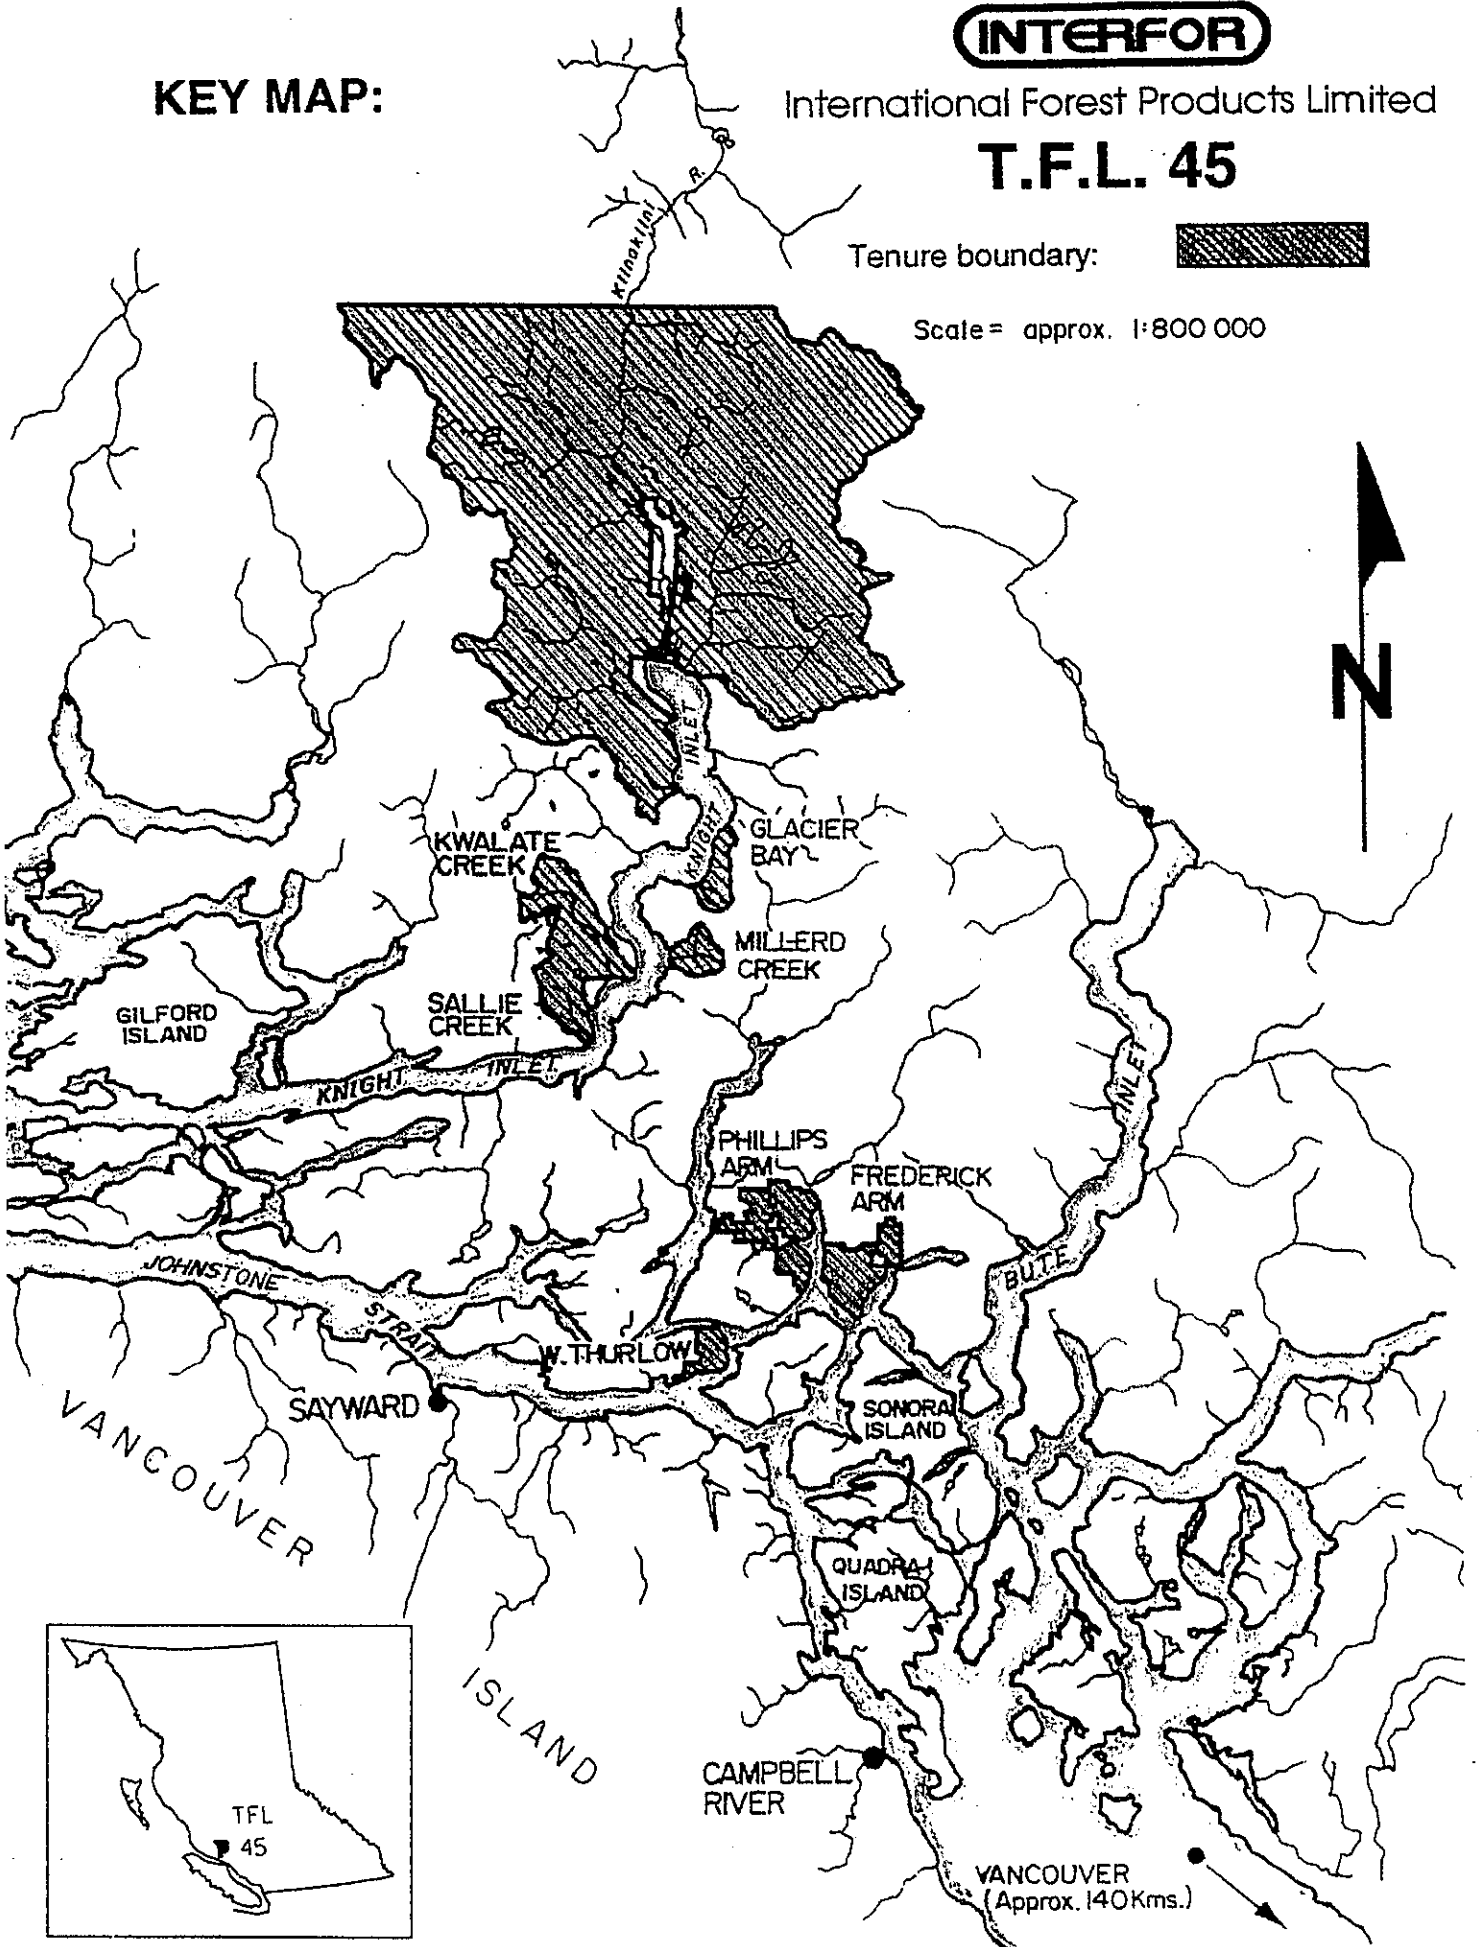 INTERFOR
KEY MAP:
International Forest Products Limited
T.F.L. 45
Tenure boundary:
Scale = approx. 1:800 000
Klinaklini R.
N
INLET
KNIGHT
GLACIER
BAY
KWALATE
CREEK
MILLERD
CREEK
SALLIE
CREEK
GILFORD
ISLAND
KNIGHT INLET
INLET
PHILLIPS
ARM
FREDERICK
ARM
BUTE
JOHNSTONE
STRAIT
W. THURLOW
SAYWARD
SONORA
ISLAND
VANCOUVER
QUADRA
ISLAND
ISLAND
CAMPBELL
RIVER
TFL
45
VANCOUVER
(Approx. 140 Kms.)